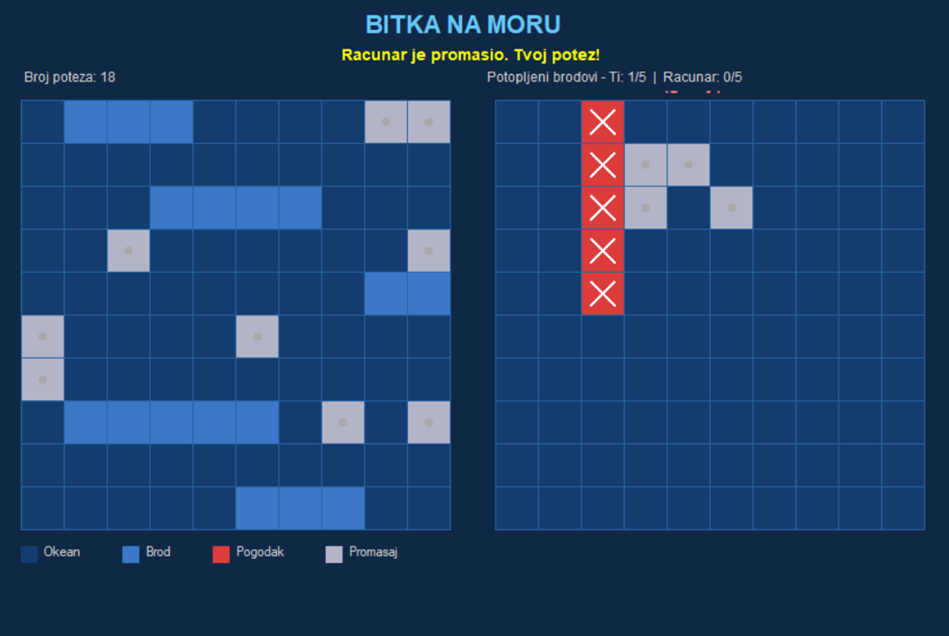 BITKA NA MORU
Racunar je promasio. Tvoj potez!
Broj poteza: 18
Potopljeni brodovi - Ti: 1/5 | Racunar: 0/5
Okean
Brod
Pogodak
Promasaj